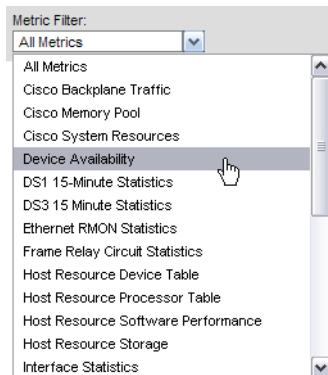 Metric Filter:
All Metrics
All Metrics
Cisco Backplane Traffic
Cisco Memory Pool
Cisco System Resources
Device Availability
DS1 15-Minute Statistics
DS3 15 Minute Statistics
Ethernet RMON Statistics
Frame Relay Circuit Statistics
Host Resource Device Table
Host Resource Processor Table
Host Resource Software Performance
Host Resource Storage
Interface Statistics